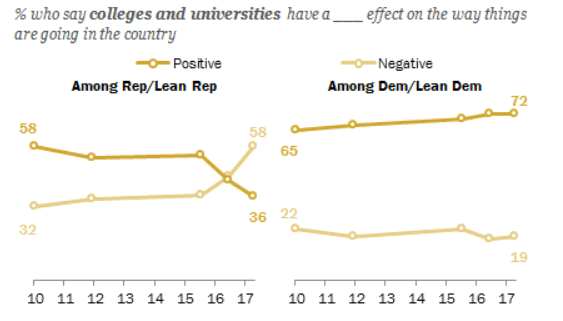 % who say colleges and universities have a ___ effect on the way things
are going in the country
Positive Negative
Among Rep/Lean Rep Among Dem/Lean Dem
58 58 72
65
32 36 22
19
10 11 12 13 14 15 16 17 10 11 12 13 14 15 16 17